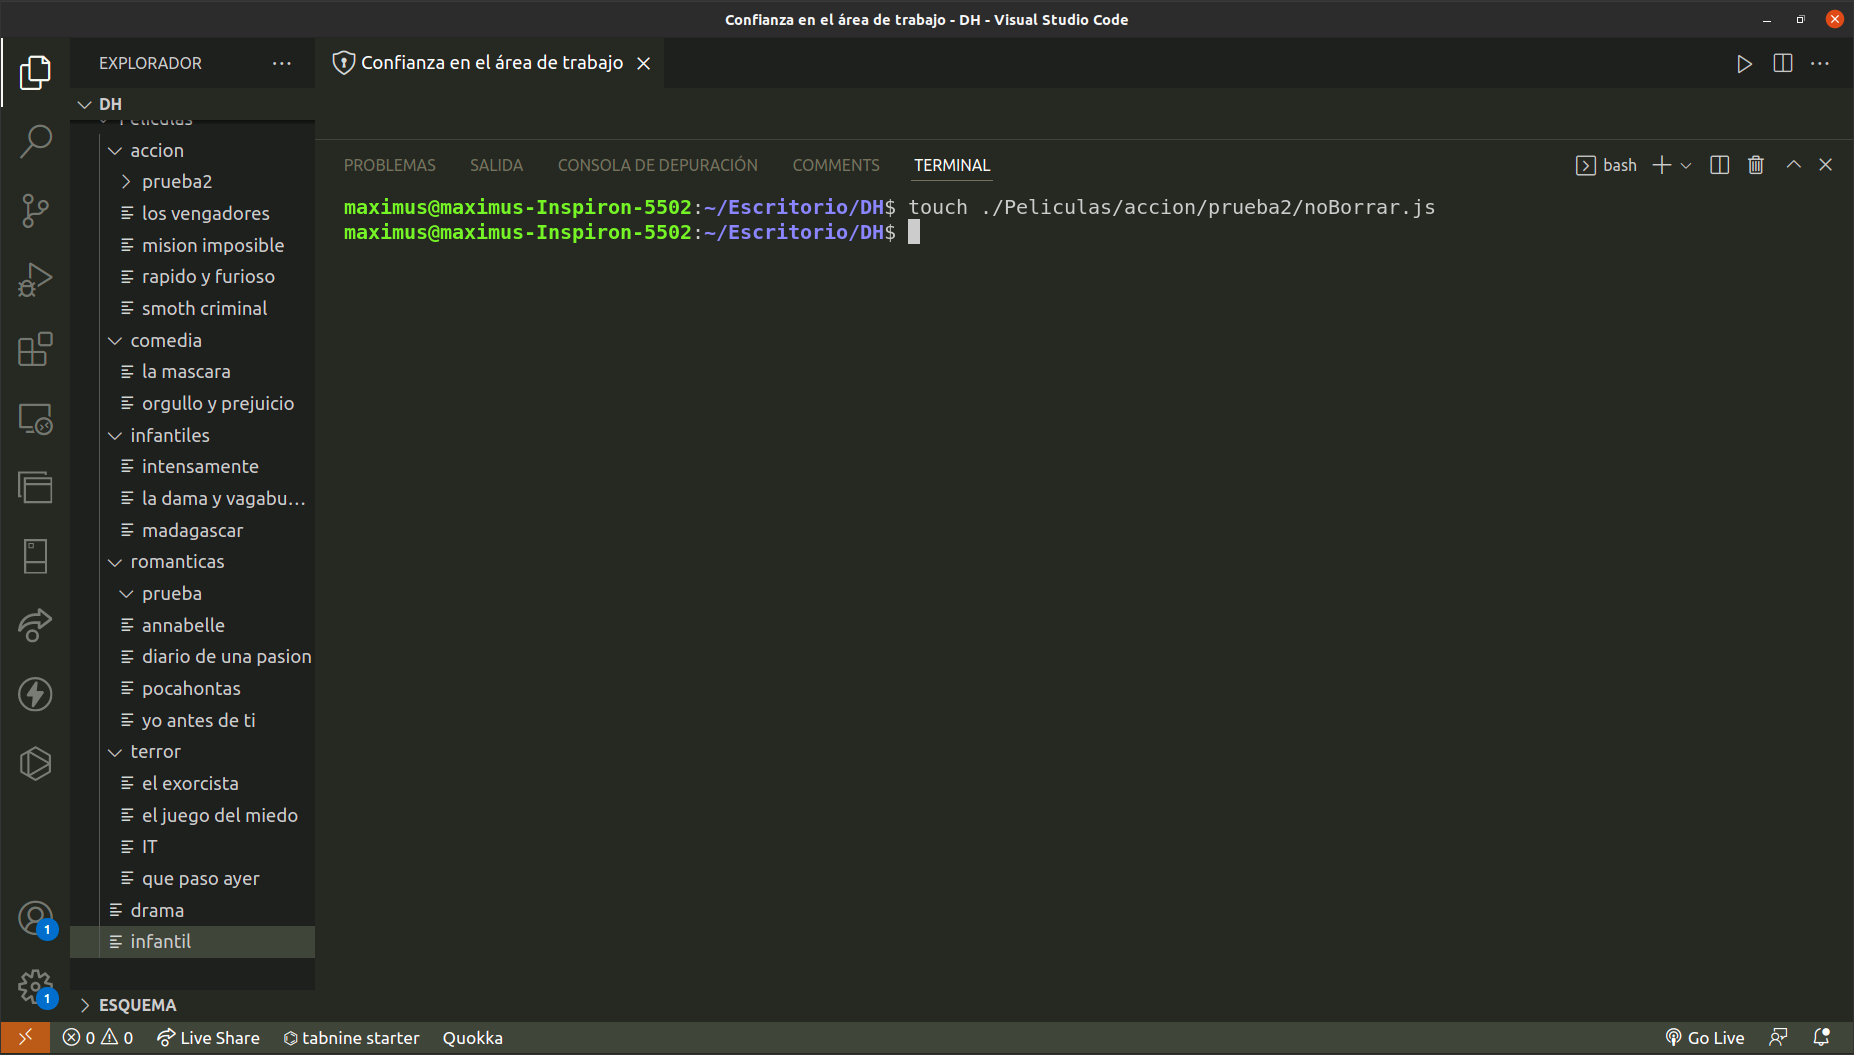 Confianza en el área de trabajo - DH - Visual Studio Code
EXPLORADOR
Confianza en el área de trabajo
DH
Peliculas
accion
prueba2
los vengadores
mision imposible
rapido y furioso
smoth criminal
comedia
la mascara
orgullo y prejuicio
infantiles
intensamente
la dama y vagabu...
madagascar
romanticas
prueba
annabelle
diario de una pasion
pocahontas
yo antes de ti
terror
el exorcista
el juego del miedo
IT
que paso ayer
drama
infantil
ESQUEMA
PROBLEMAS SALIDA CONSOLA DE DEPURACIÓN COMMENTS TERMINAL bash
maximus@maximus-Inspiron-5502:~/Escritorio/DH$ touch ./Peliculas/accion/prueba2/noBorrar.js
maximus@maximus-Inspiron-5502:~/Escritorio/DH$
1
1
0 0 Live Share tabnine starter Quokka Go Live